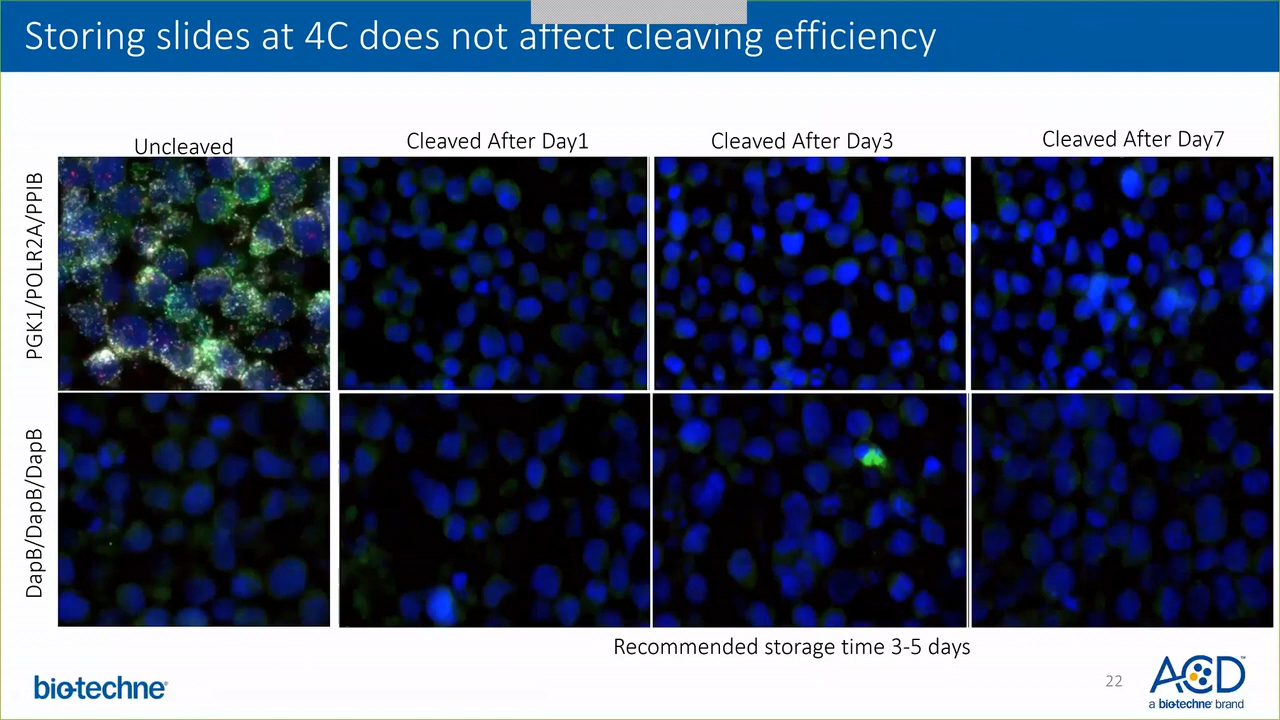 Storing slides at 4C does not affect cleaving efficiency
Uncleaved
Cleaved After Day1
Cleaved After Day3
Cleaved After Day7
PGK1/POLR2A/PPIB
DapB/DapB/DapB
Recommended storage time 3-5 days
bio-techne®
22
ACD™
a bio-techne® brand